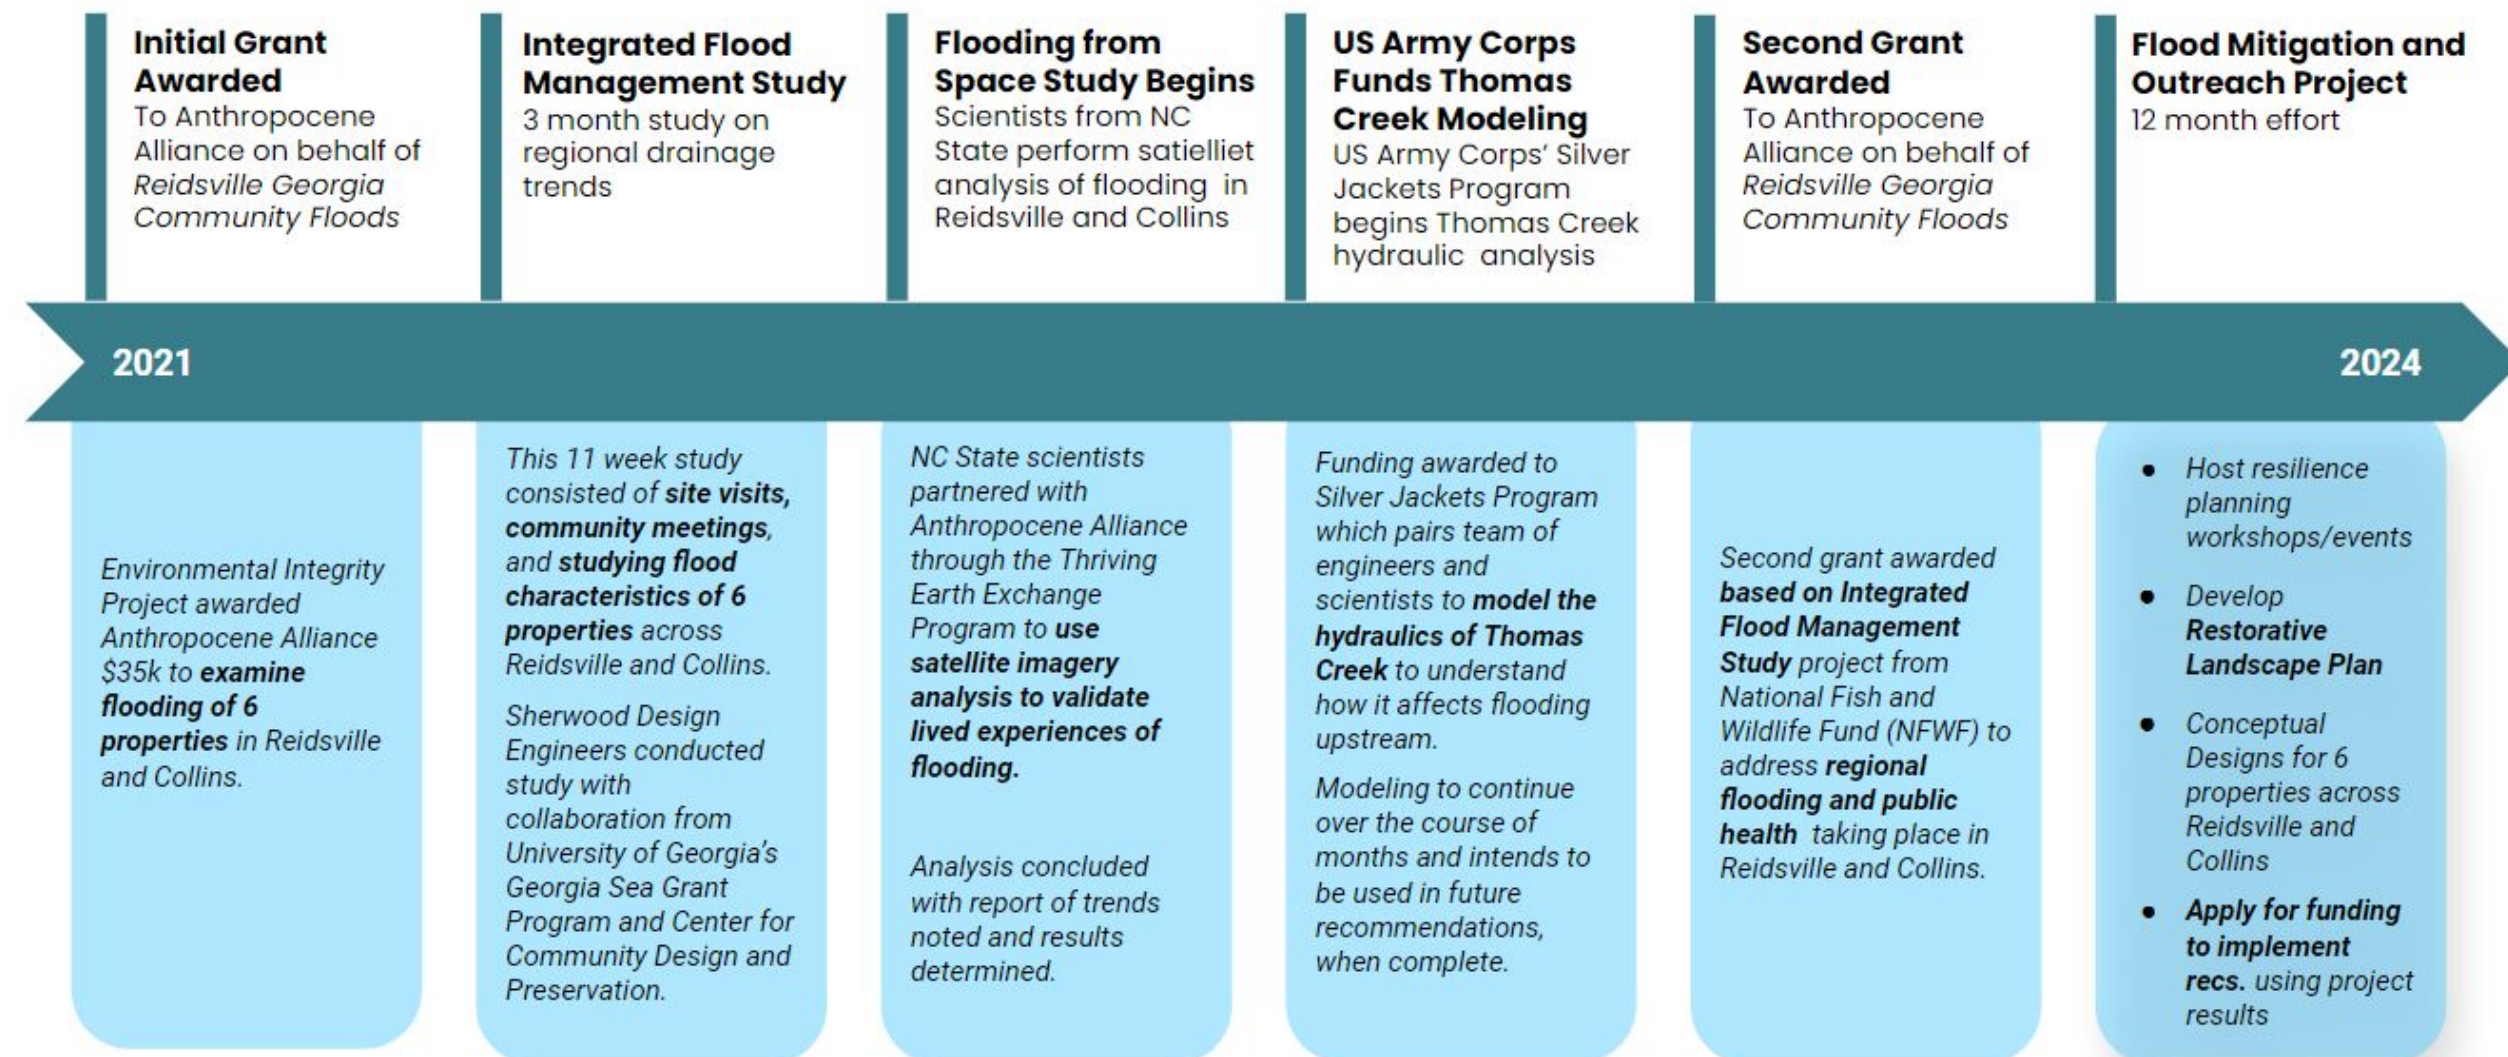 Initial Grant
Awarded
To Anthropocene
Alliance on behalf of
Reidsville Georgia
Community Floods
Integrated Flood
Management Study
3 month study on
regional drainage
trends
Flooding from
Space Study Begins
Scientists from NC
State perform satielliet
analysis of flooding in
Reidsville and Collins
US Army Corps
Funds Thomas
Creek Modeling
US Army Corps' Silver
Jackets Program
begins Thomas Creek
hydraulic analysis
Second Grant
Awarded
To Anthropocene
Alliance on behalf of
Reidsville Georgia
Community Floods
Flood Mitigation and
Outreach Project
12 month effort
2021
2024
Environmental Integrity
Project awarded
Anthropocene Alliance
$35k to examine
flooding of 6
properties in Reidsville
and Collins.
This 11 week study
consisted of site visits,
community meetings,
and studying flood
characteristics of 6
properties across
Reidsville and Collins.
Sherwood Design
Engineers conducted
study with
collaboration from
University of Georgia's
Georgia Sea Grant
Program and Center for
Community Design and
Preservation.
NC State scientists
partnered with
Anthropocene Alliance
through the Thriving
Earth Exchange
Program to use
satellite imagery
analysis to validate
lived experiences of
flooding.
Analysis concluded
with report of trends
noted and results
determined.
Funding awarded to
Silver Jackets Program
which pairs team of
engineers and
scientists to model the
hydraulics of Thomas
Creek to understand
how it affects flooding
upstream.
Modeling to continue
over the course of
months and intends to
be used in future
recommendations,
when complete.
Second grant awarded
based on Integrated
Flood Management
Study project from
National Fish and
Wildlife Fund (NFWF) to
address regional
flooding and public
health taking place in
Reidsville and Collins.
● Host resilience
planning
workshops/events
● Develop
Restorative
Landscape Plan
● Conceptual
Designs for 6
properties across
Reidsville and
Collins
● Apply for funding
to implement
recs. using project
results